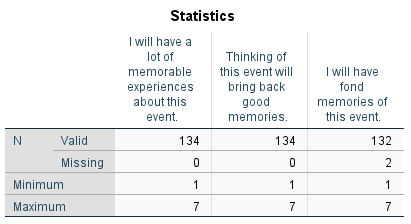 Statistics
I will have a
lot of
memorable
experiences
about this
event.
Thinking of
this event will
bring back
good
memories.
I will have
fond
memories of
this event.
N Valid 134 134 132
Missing 0 0 2
Minimum 1 1 1
Maximum 7 7 7